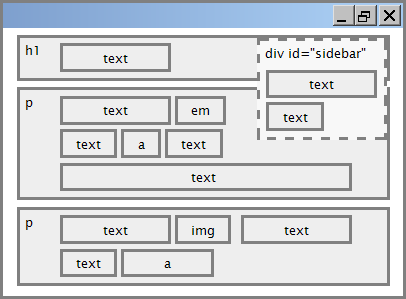 h1 text
div id="sidebar"
text
text
p text em
text a text
text
p text img text
text a